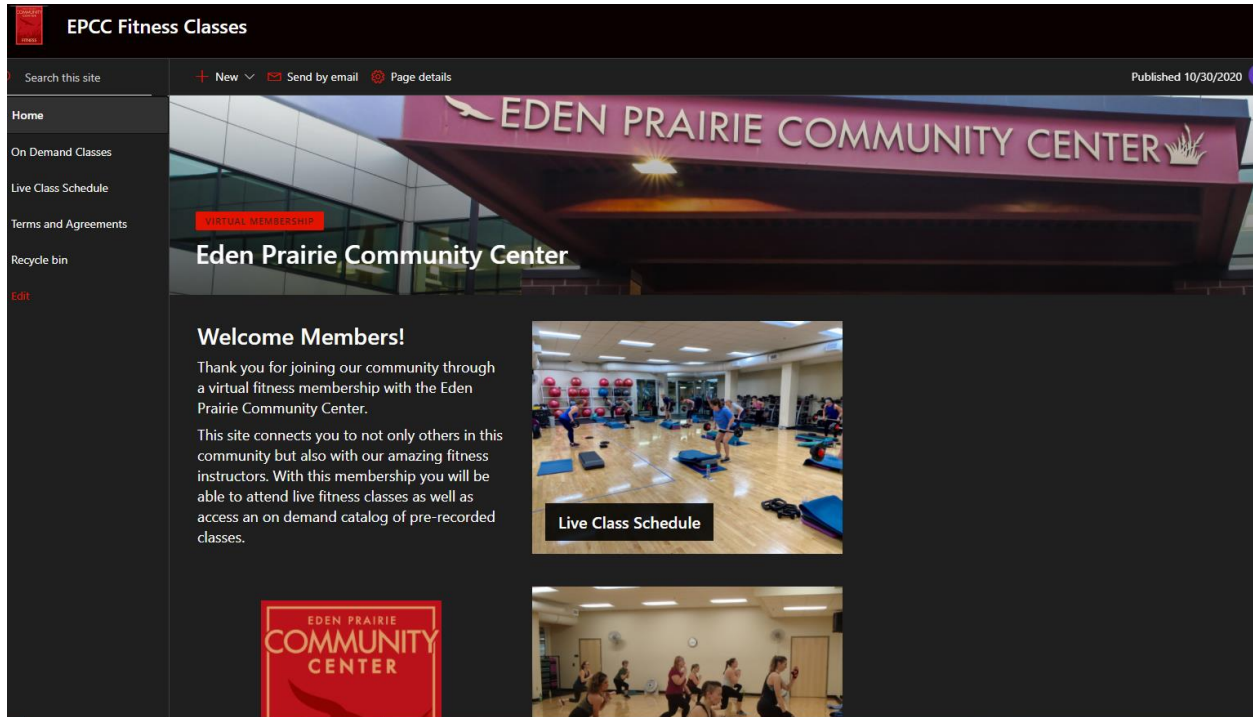 COMMUNITY
CENTER
FITNESS
EPCC Fitness Classes
Search this site
New
Send by email
Page details
Published 10/30/2020
Home
On Demand Classes
Live Class Schedule
Terms and Agreements
Recycle bin
Edit
EDEN PRAIRIE COMMUNITY CENTER
VIRTUAL MEMBERSHIP
Eden Prairie Community Center
Welcome Members!
Thank you for joining our community through
a virtual fitness membership with the Eden
Prairie Community Center.
This site connects you to not only others in this
community but also with our amazing fitness
instructors. With this membership you will be
able to attend live fitness classes as well as
access an on demand catalog of pre-recorded
classes.
Live Class Schedule
EDEN PRAIRIE
COMMUNITY
CENTER